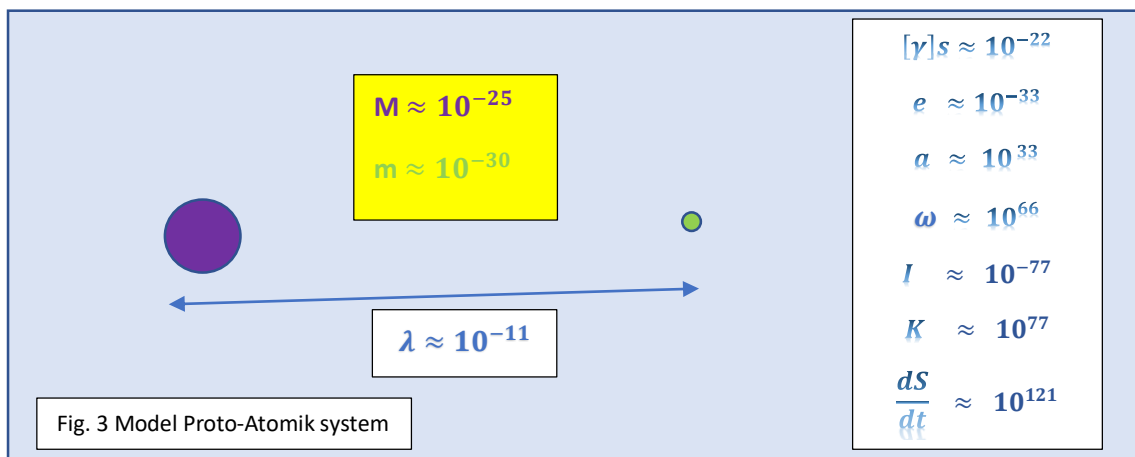 M ≈ 10⁻²⁵
m ≈ 10⁻³⁰
λ ≈ 10⁻¹¹
Fig. 3 Model Proto-Atomik system
[γ]s ≈ 10⁻²²
e ≈ 10⁻³³
a ≈ 10³³
ω ≈ 10⁶⁶
I ≈ 10⁻⁷⁷
K ≈ 10⁷⁷
dS/dt ≈ 10¹²¹